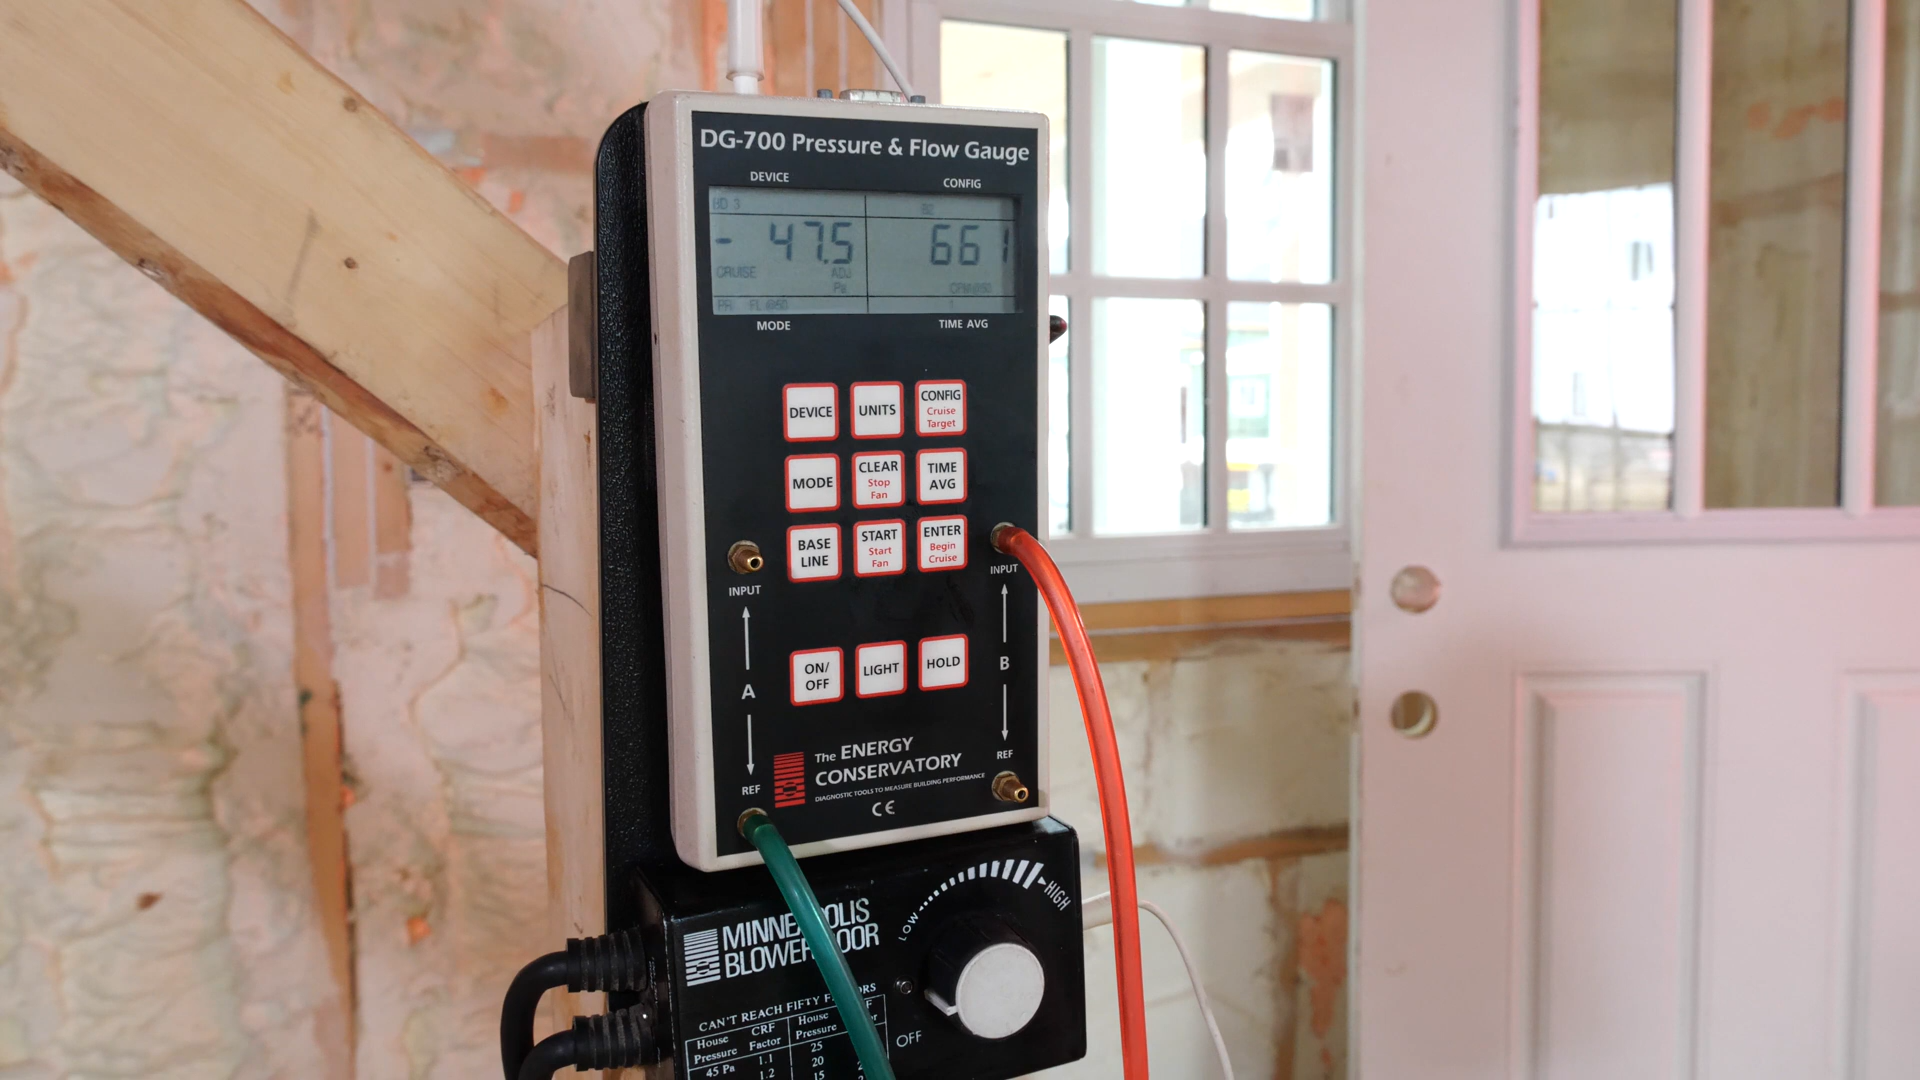 DG-700 Pressure & Flow Gauge
DEVICE CONFIG
BD 3 B2
- 47.5 661
CRUISE ADJ
Pa CFM@50
PR/ FL@50 1
MODE TIME AVG
DEVICE UNITS CONFIG
Cruise
Target
MODE CLEAR
Stop
Fan
TIME
AVG
BASE
LINE
START
Start
Fan
ENTER
Begin
Cruise
INPUT INPUT
ON/
OFF
LIGHT HOLD
A B
REF REF
The ENERGY
CONSERVATORY
DIAGNOSTIC TOOLS TO MEASURE BUILDING PERFORMANCE
CE
MINNEAPOLIS
BLOWER DOOR
LOW HIGH
OFF
CAN'T REACH FIFTY FACTORS
House
Pressure
CRF
Factor
House
Pressure
45 Pa 1.1 25
1.2 20
15